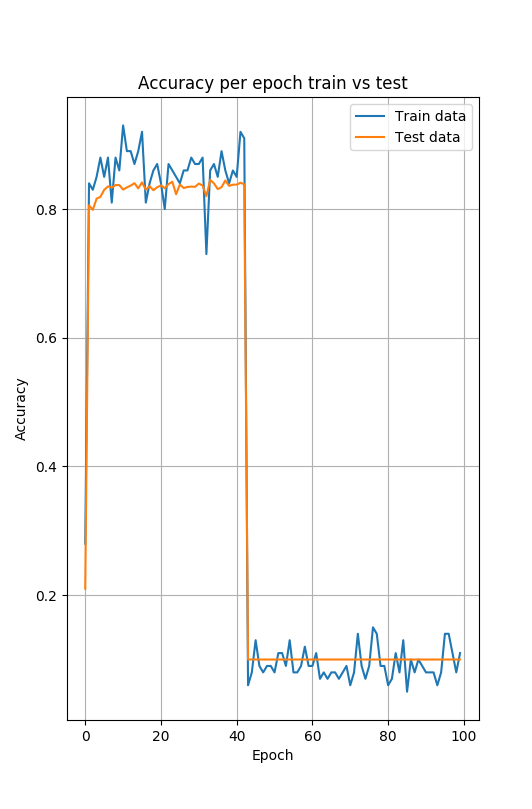 Accuracy per epoch train vs test
Train data
Test data
0.8
0.6
0.4
0.2
Accuracy
0 20 40 60 80 100
Epoch